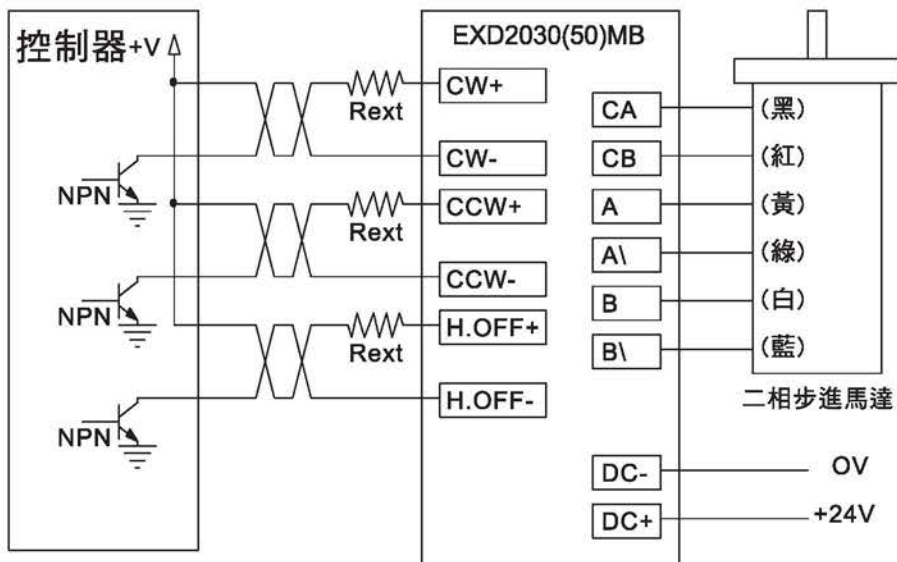 控制器+V
NPN
NPN
NPN
Rext
Rext
Rext
EXD2030(50)MB
CW+
CW-
CCW+
CCW-
H.OFF+
H.OFF-
CA
CB
A
A\
B
B\
DC-
DC+
(黑)
(紅)
(黃)
(綠)
(白)
(藍)
二相步進馬達
OV
+24V